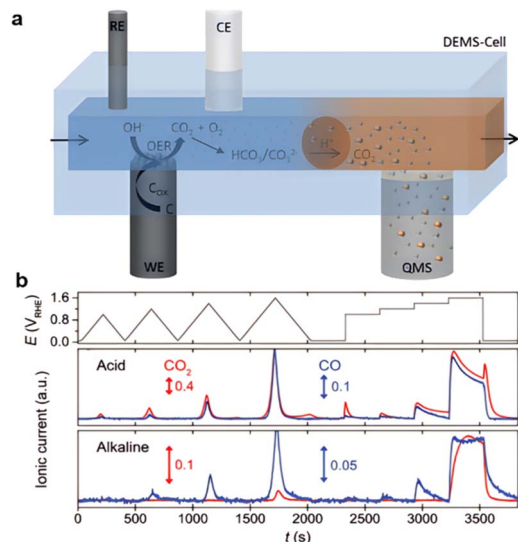 a
RE
CE
DEMS-Cell
OH⁻
CO₂ + O₂
OER
HCO₃⁻/CO₃²⁻
H⁺
CO₂
Cox
C
WE
QMS
b
E (V_RHE)
1.6
0.8
0.0
Ionic current (a.u.)
Acid
CO₂
0.4
CO
0.1
Alkaline
0.1
0.05
0 500 1000 1500 2000 2500 3000 3500
t (s)